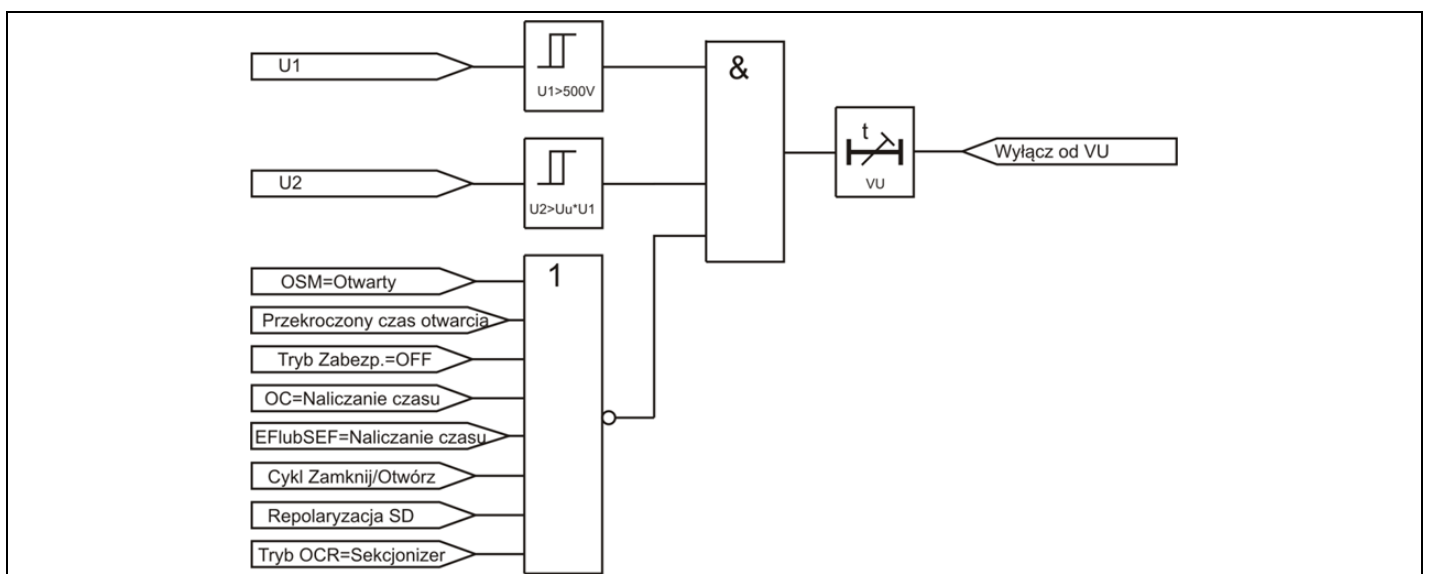 U1
U1>500V
&
t
VU
Wyłącz od VU
U2
U2>Uu*U1
1
OSM=Otwarty
Przekroczony czas otwarcia
Tryb Zabezp.=OFF
OC=Naliczanie czasu
EFlubSEF=Naliczanie czasu
Cykl Zamknij/Otwórz
Repolaryzacja SD
Tryb OCR=Sekcjonizer